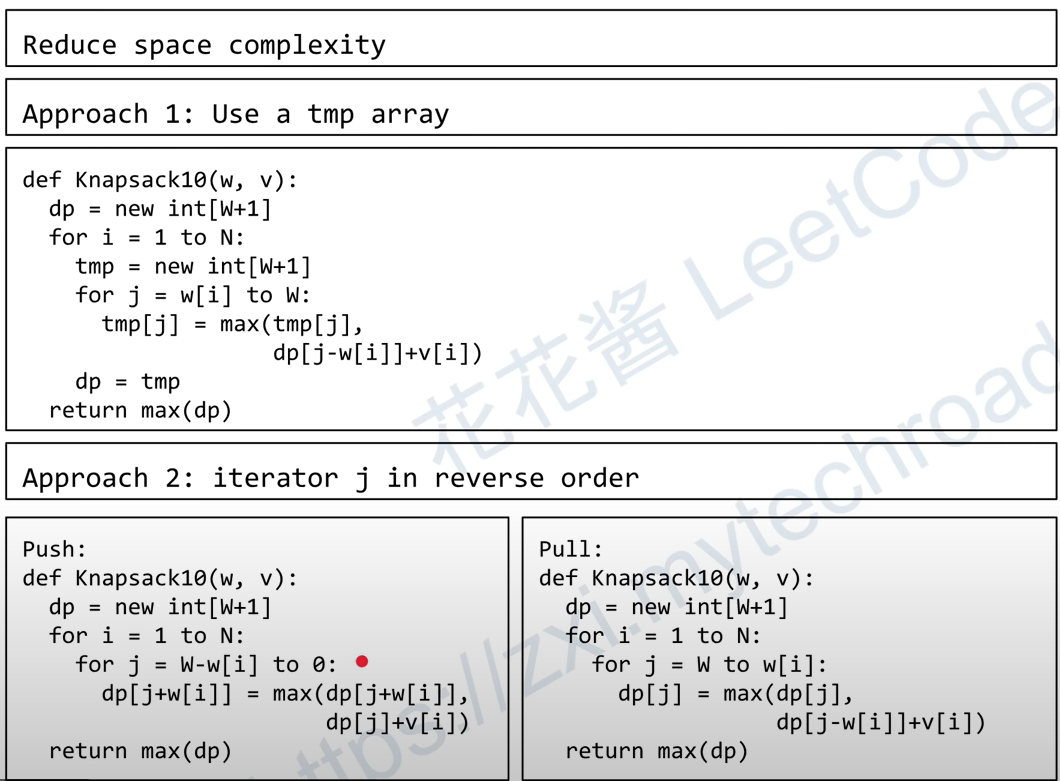 Reduce space complexity
Approach 1: Use a tmp array
def Knapsack10(w, v):
  dp = new int[W+1]
  for i = 1 to N:
    tmp = new int[W+1]
    for j = w[i] to W:
      tmp[j] = max(tmp[j],
                   dp[j-w[i]]+v[i])
    dp = tmp
  return max(dp)
Approach 2: iterator j in reverse order
Push:
def Knapsack10(w, v):
  dp = new int[W+1]
  for i = 1 to N:
    for j = W-w[i] to 0:
      dp[j+w[i]] = max(dp[j+w[i]],
                       dp[j]+v[i])
  return max(dp)
Pull:
def Knapsack10(w, v):
  dp = new int[W+1]
  for i = 1 to N:
    for j = W to w[i]:
      dp[j] = max(dp[j],
                  dp[j-w[i]]+v[i])
  return max(dp)
花花酱 LeetCode
https://zxi.mytechroad